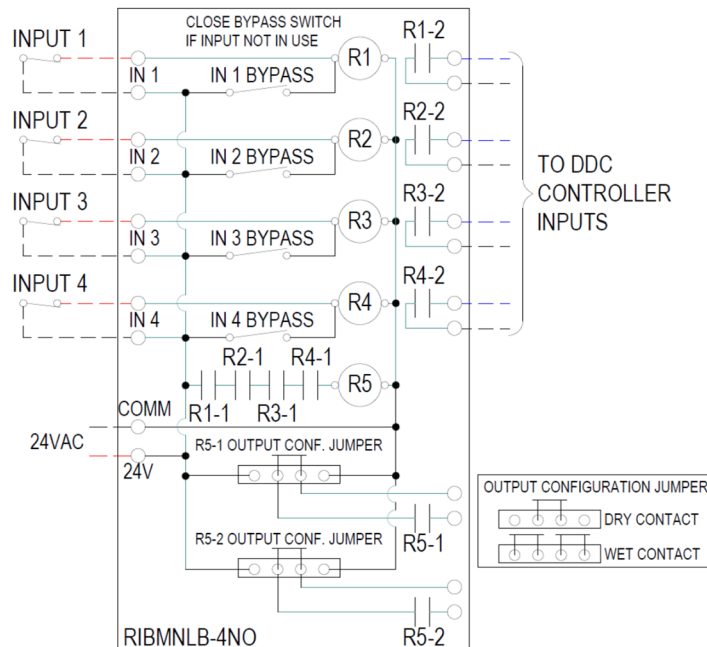 CLOSE BYPASS SWITCH
IF INPUT NOT IN USE
INPUT 1
IN 1
IN 1 BYPASS
R1
R1-2
INPUT 2
IN 2
IN 2 BYPASS
R2
R2-2
INPUT 3
IN 3
IN 3 BYPASS
R3
R3-2
INPUT 4
IN 4
IN 4 BYPASS
R4
R4-2
TO DDC
CONTROLLER
INPUTS
R2-1
R4-1
R1-1
R3-1
R5
COMM
24VAC
24V
R5-1 OUTPUT CONF. JUMPER
R5-1
R5-2 OUTPUT CONF. JUMPER
R5-2
RIBMNLB-4NO
OUTPUT CONFIGURATION JUMPER
DRY CONTACT
WET CONTACT